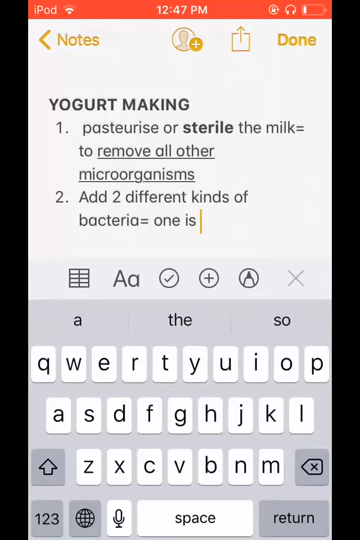 iPod 12:47 PM
Notes Done
YOGURT MAKING
1. pasteurise or sterile the milk=
to remove all other
microorganisms
2. Add 2 different kinds of
bacteria= one is
Aa
a the so
q w e r t y u i o p
a s d f g h j k l
z x c v b n m
123 space return